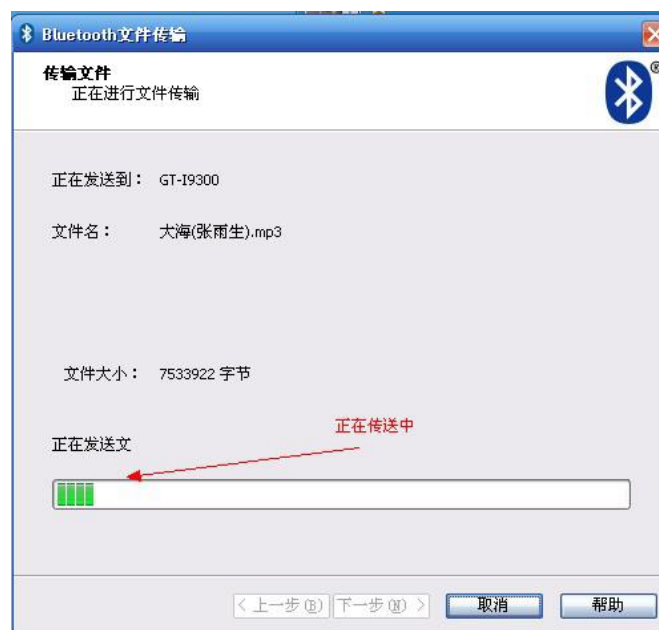 Bluetooth文件传输
传输文件
正在进行文件传输
®
正在发送到： GT-I9300
文件名： 大海(张雨生).mp3
文件大小： 7533922 字节
正在传送中
正在发送文
< 上一步(B) 下一步(N) > 取消 帮助